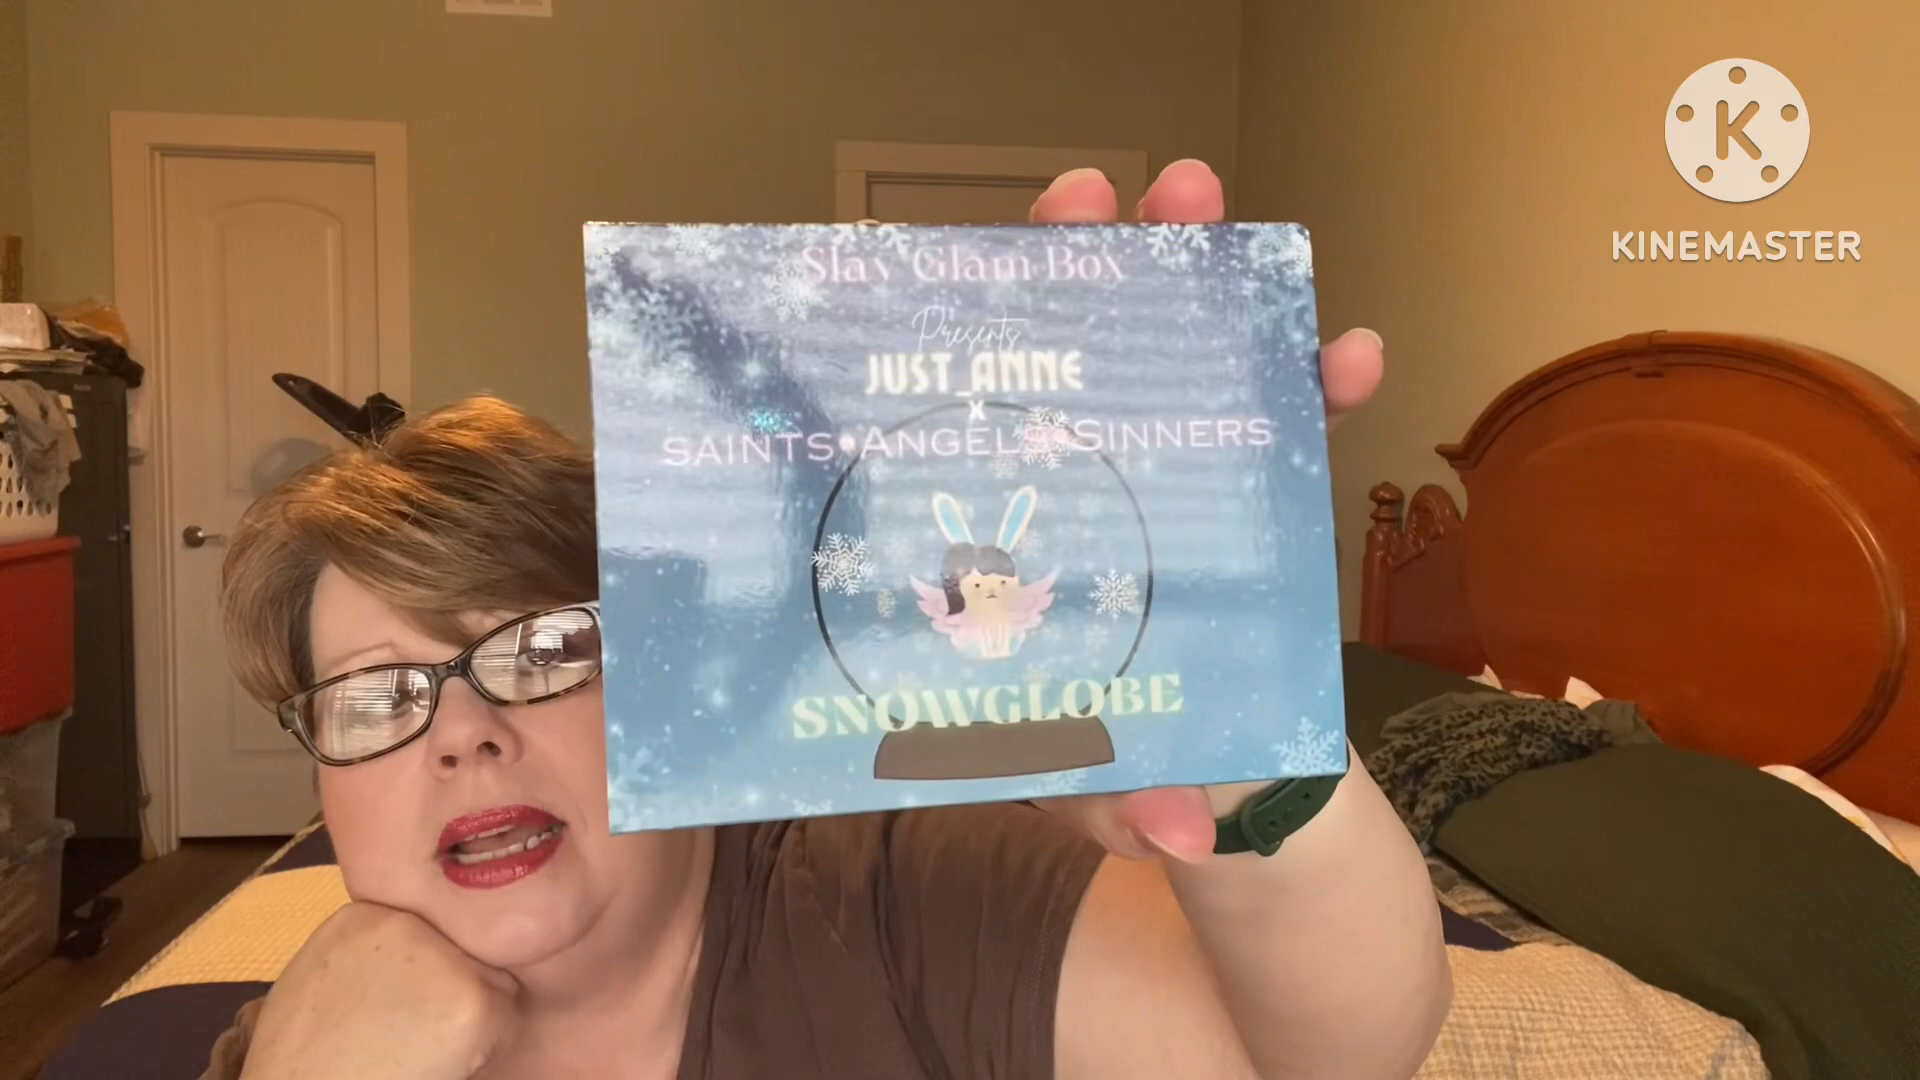 Slay Glam Box
Presents
JUST_ANNE
x
SAINTS•ANGELS•SINNERS
SNOWGLOBE
K
KINEMASTER